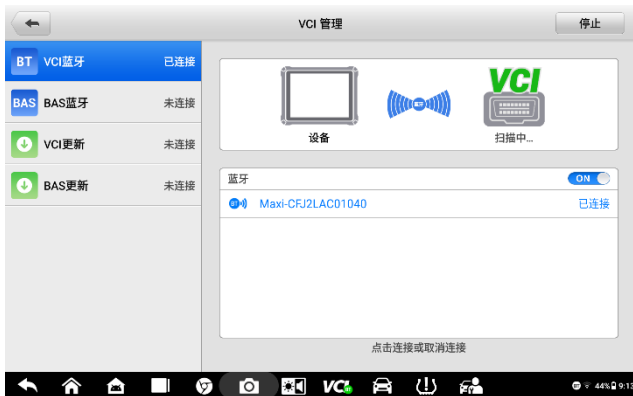 VCI 管理
停止
BT VCI蓝牙 已连接
BAS BAS蓝牙 未连接
VCI更新 未连接
BAS更新 未连接
VCI
设备
扫描中...
蓝牙 ON
BT Maxi-CFJ2LAC01040 已连接
点击连接或取消连接
VCI 44% 9:13